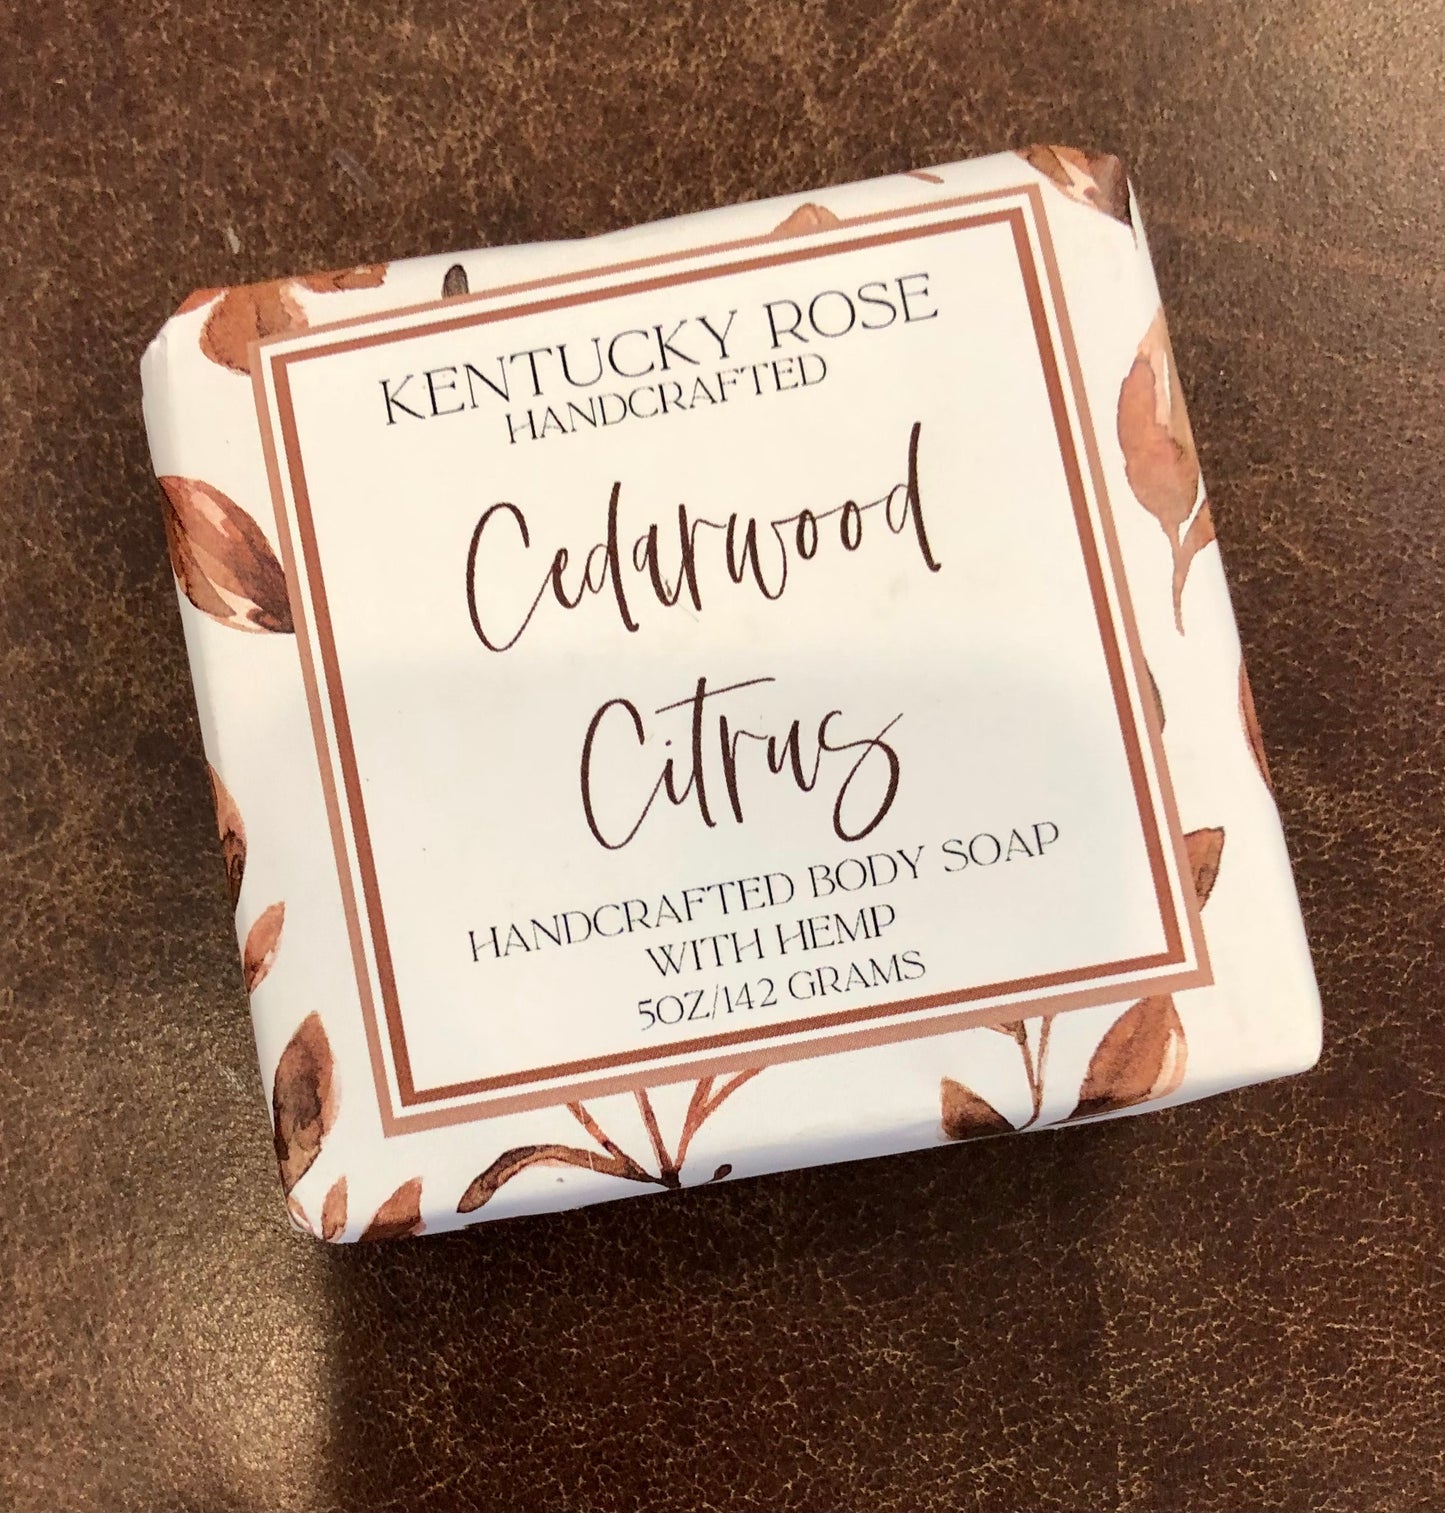 KENTUCKY ROSE
HANDCRAFTED
Cedarwood
Citrus
HANDCRAFTED BODY SOAP
WITH HEMP
5OZ/142 GRAMS